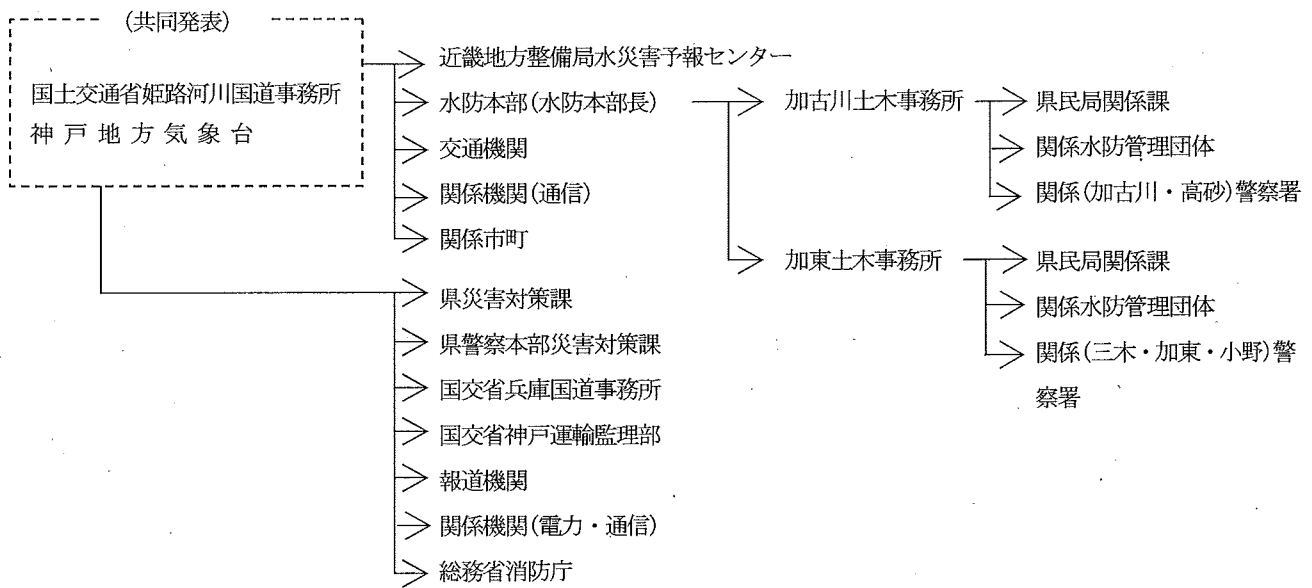 (共同発表)
国土交通省姫路河川国道事務所
神戸地方気象台
近畿地方整備局水災害予報センター
水防本部(水防本部長)
交通機関
関係機関(通信)
関係市町
加古川土木事務所
県民局関係課
関係水防管理団体
関係(加古川・高砂)警察署
加東土木事務所
県民局関係課
関係水防管理団体
関係(三木・加東・小野)警
察署
県災害対策課
県警察本部災害対策課
国交省兵庫国道事務所
国交省神戸運輸監理部
報道機関
関係機関(電力・通信)
総務省消防庁